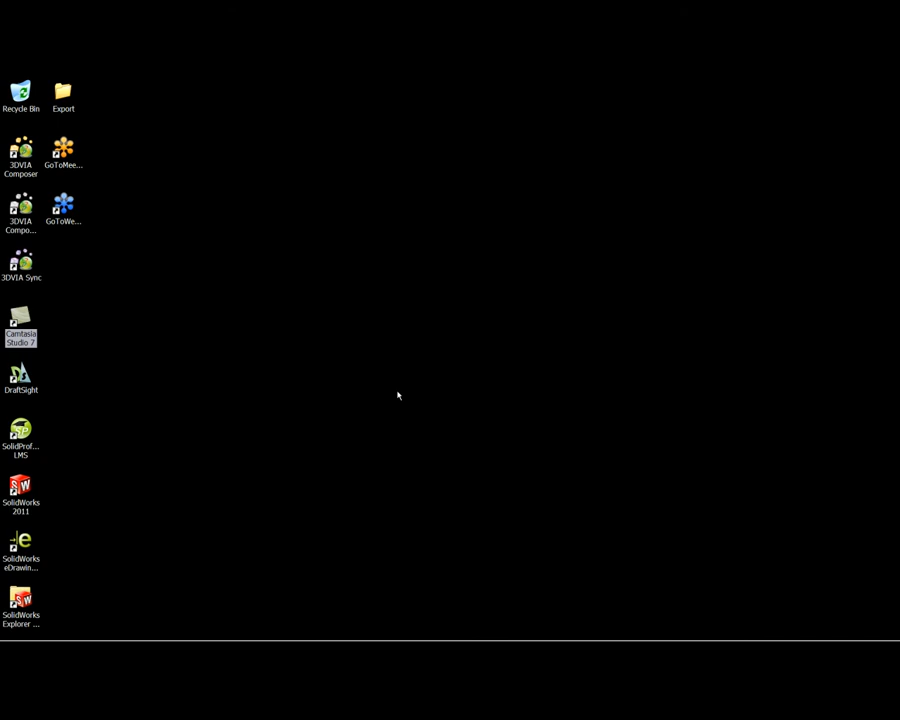 Recycle Bin
Export
3DVIA
Composer
GoToMee...
3DVIA
Compo...
GoToWe...
3DVIA Sync
Camtasia
Studio 7
DraftSight
SolidProf...
LMS
SolidWorks
2011
SolidWorks
eDrawin...
SolidWorks
Explorer ...